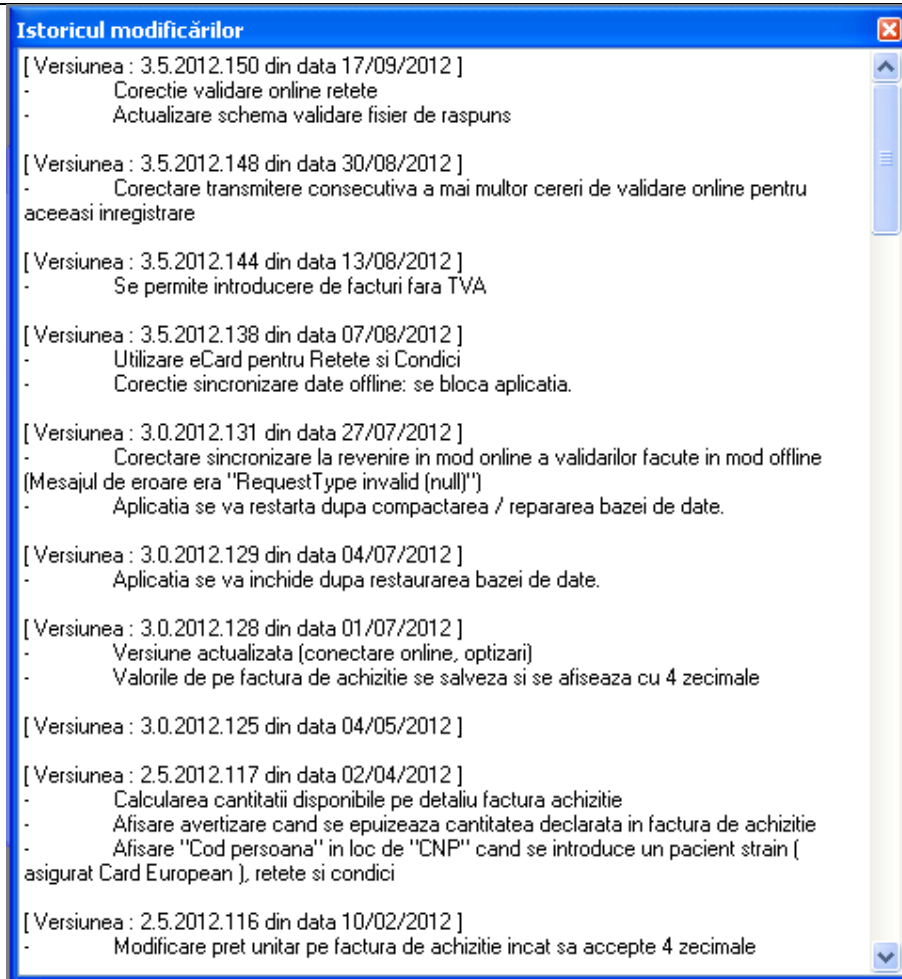 Istoricul modificărilor
[ Versiunea : 3.5.2012.150 din data 17/09/2012 ]
- Corectie validare online retete
- Actualizare schema validare fisier de raspuns
[ Versiunea : 3.5.2012.148 din data 30/08/2012 ]
- Corectare transmitere consecutiva a mai multor cereri de validare online pentru
aceeasi inregistrare
[ Versiunea : 3.5.2012.144 din data 13/08/2012 ]
- Se permite introducere de facturi fara TVA
[ Versiunea : 3.5.2012.138 din data 07/08/2012 ]
- Utilizare eCard pentru Retete si Condici
- Corectie sincronizare date offline: se bloca aplicatia.
[ Versiunea : 3.0.2012.131 din data 27/07/2012 ]
- Corectare sincronizare la revenire in mod online a validarilor facute in mod offline
(Mesajul de eroare era "RequestType invalid (null)")
- Aplicatia se va restarta dupa compactarea / repararea bazei de date.
[ Versiunea : 3.0.2012.129 din data 04/07/2012 ]
- Aplicatia se va inchide dupa restaurarea bazei de date.
[ Versiunea : 3.0.2012.128 din data 01/07/2012 ]
- Versiune actualizata (conectare online, optizari)
- Valorile de pe factura de achizitie se salveza si se afiseaza cu 4 zecimale
[ Versiunea : 3.0.2012.125 din data 04/05/2012 ]
[ Versiunea : 2.5.2012.117 din data 02/04/2012 ]
- Calcularea cantitatii disponibile pe detaliu factura achizitie
- Afisare avertizare cand se epuizeaza cantitatea declarata in factura de achizitie
- Afisare "Cod persoana" in loc de "CNP" cand se introduce un pacient strain (
asigurat Card European ), retete si condici
[ Versiunea : 2.5.2012.116 din data 10/02/2012 ]
- Modificare pret unitar pe factura de achizitie incat sa accepte 4 zecimale